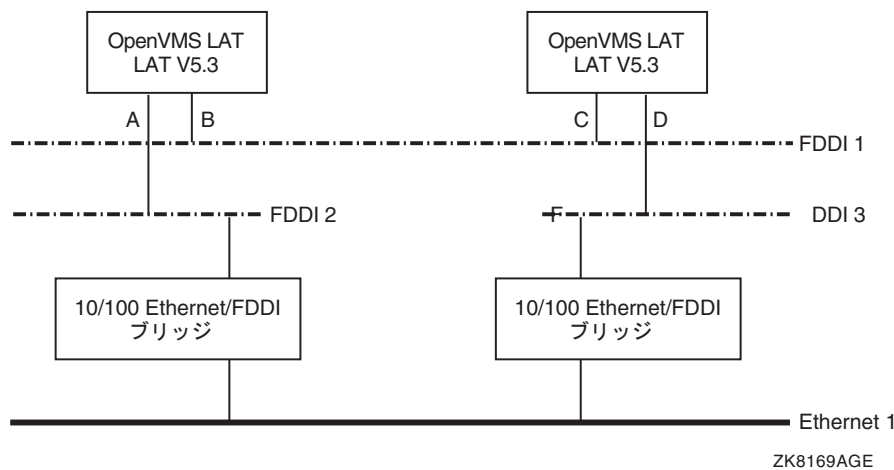 OpenVMS LAT
LAT V5.3
OpenVMS LAT
LAT V5.3
A
B
C
D
FDDI 1
FDDI 2
F
DDI 3
10/100 Ethernet/FDDI
ブリッジ
10/100 Ethernet/FDDI
ブリッジ
Ethernet 1
ZK8169AGE